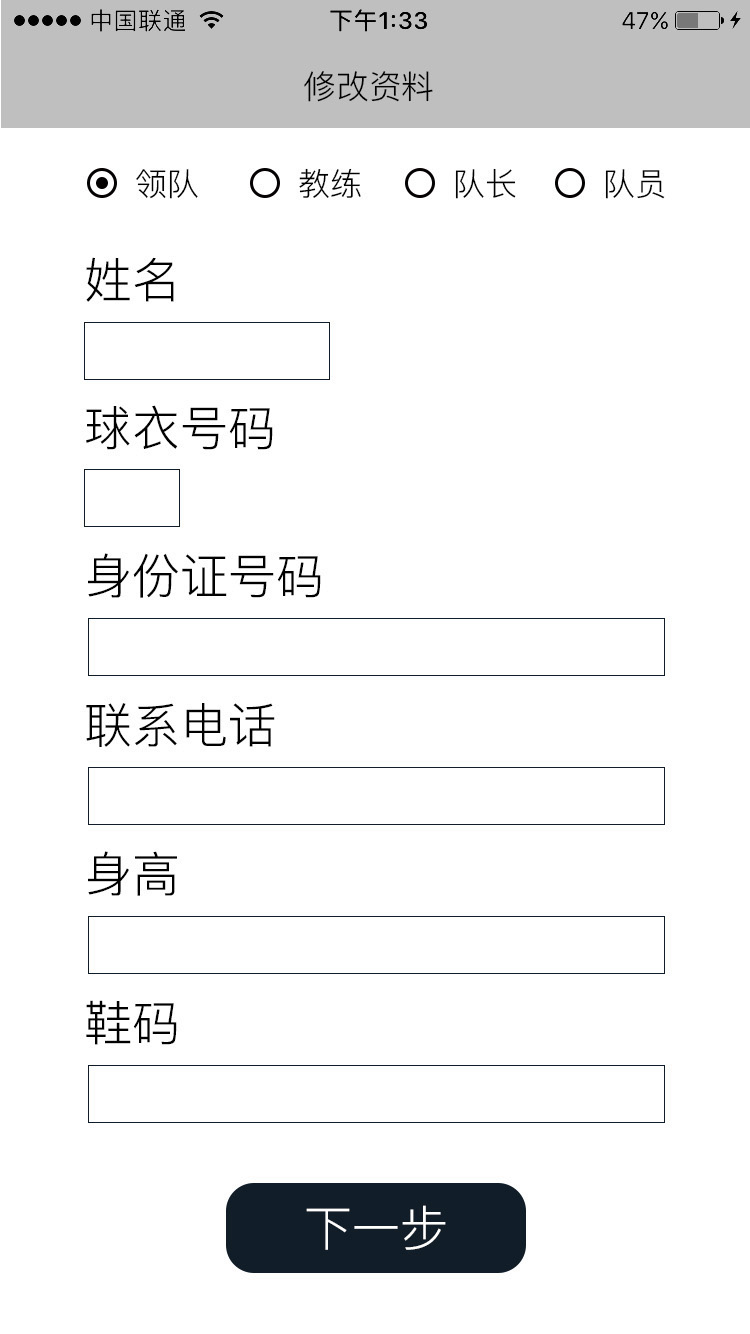 中国联通 下午1:33 47%
修改资料
领队 教练 队长 队员
姓名
球衣号码
身份证号码
联系电话
身高
鞋码
下一步